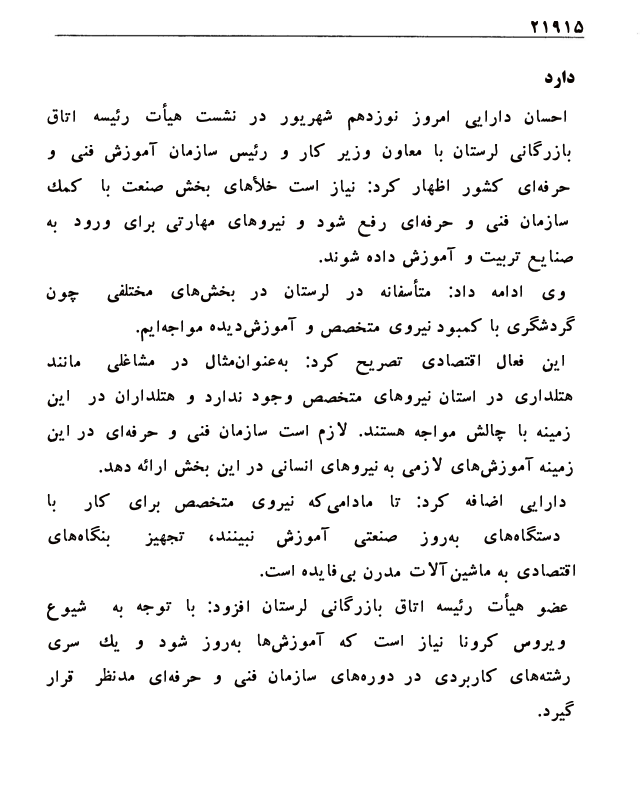 ۲۱۹۱۵
دارد
احسان دارایی امروز نوزدهم شهریور در نشست هیأت رئیسه اتاق
بازرگانی لرستان با معاون وزیر کار و رئیس سازمان آموزش فنی و
حرفه‌ای کشور اظهار کرد: نیاز است خلأهای بخش صنعت با کمک
سازمان فنی و حرفه‌ای رفع شود و نیروهای مهارتی برای ورود به
صنایع تربیت و آموزش داده شوند.
وی ادامه داد: متأسفانه در لرستان در بخش‌های مختلفی چون
گردشگری با کمبود نیروی متخصص و آموزش‌دیده مواجه‌ایم.
این فعال اقتصادی تصریح کرد: به‌عنوان‌مثال در مشاغلی مانند
هتلداری در استان نیروهای متخصص وجود ندارد و هتلداران در این
زمینه با چالش مواجه هستند. لازم است سازمان فنی و حرفه‌ای در این
زمینه آموزش‌های لازمی به نیروهای انسانی در این بخش ارائه دهد.
دارایی اضافه کرد: تا مادامی‌که نیروی متخصص برای کار با
دستگاه‌های به‌روز صنعتی آموزش نبینند، تجهیز بنگاه‌های
اقتصادی به ماشین‌آلات مدرن بی‌فایده است.
عضو هیأت رئیسه اتاق بازرگانی لرستان افزود: با توجه به شیوع
ویروس کرونا نیاز است که آموزش‌ها به‌روز شود و یک سری
رشته‌های کاربردی در دوره‌های سازمان فنی و حرفه‌ای مدنظر قرار
گیرد.